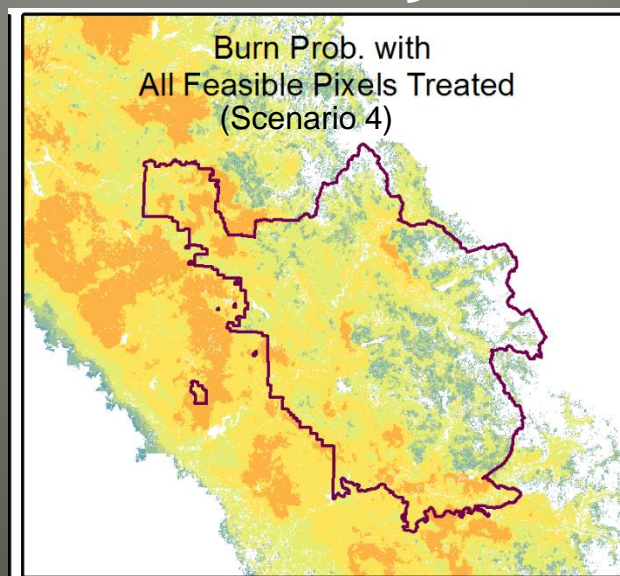 Burn Prob. with
All Feasible Pixels Treated
(Scenario 4)